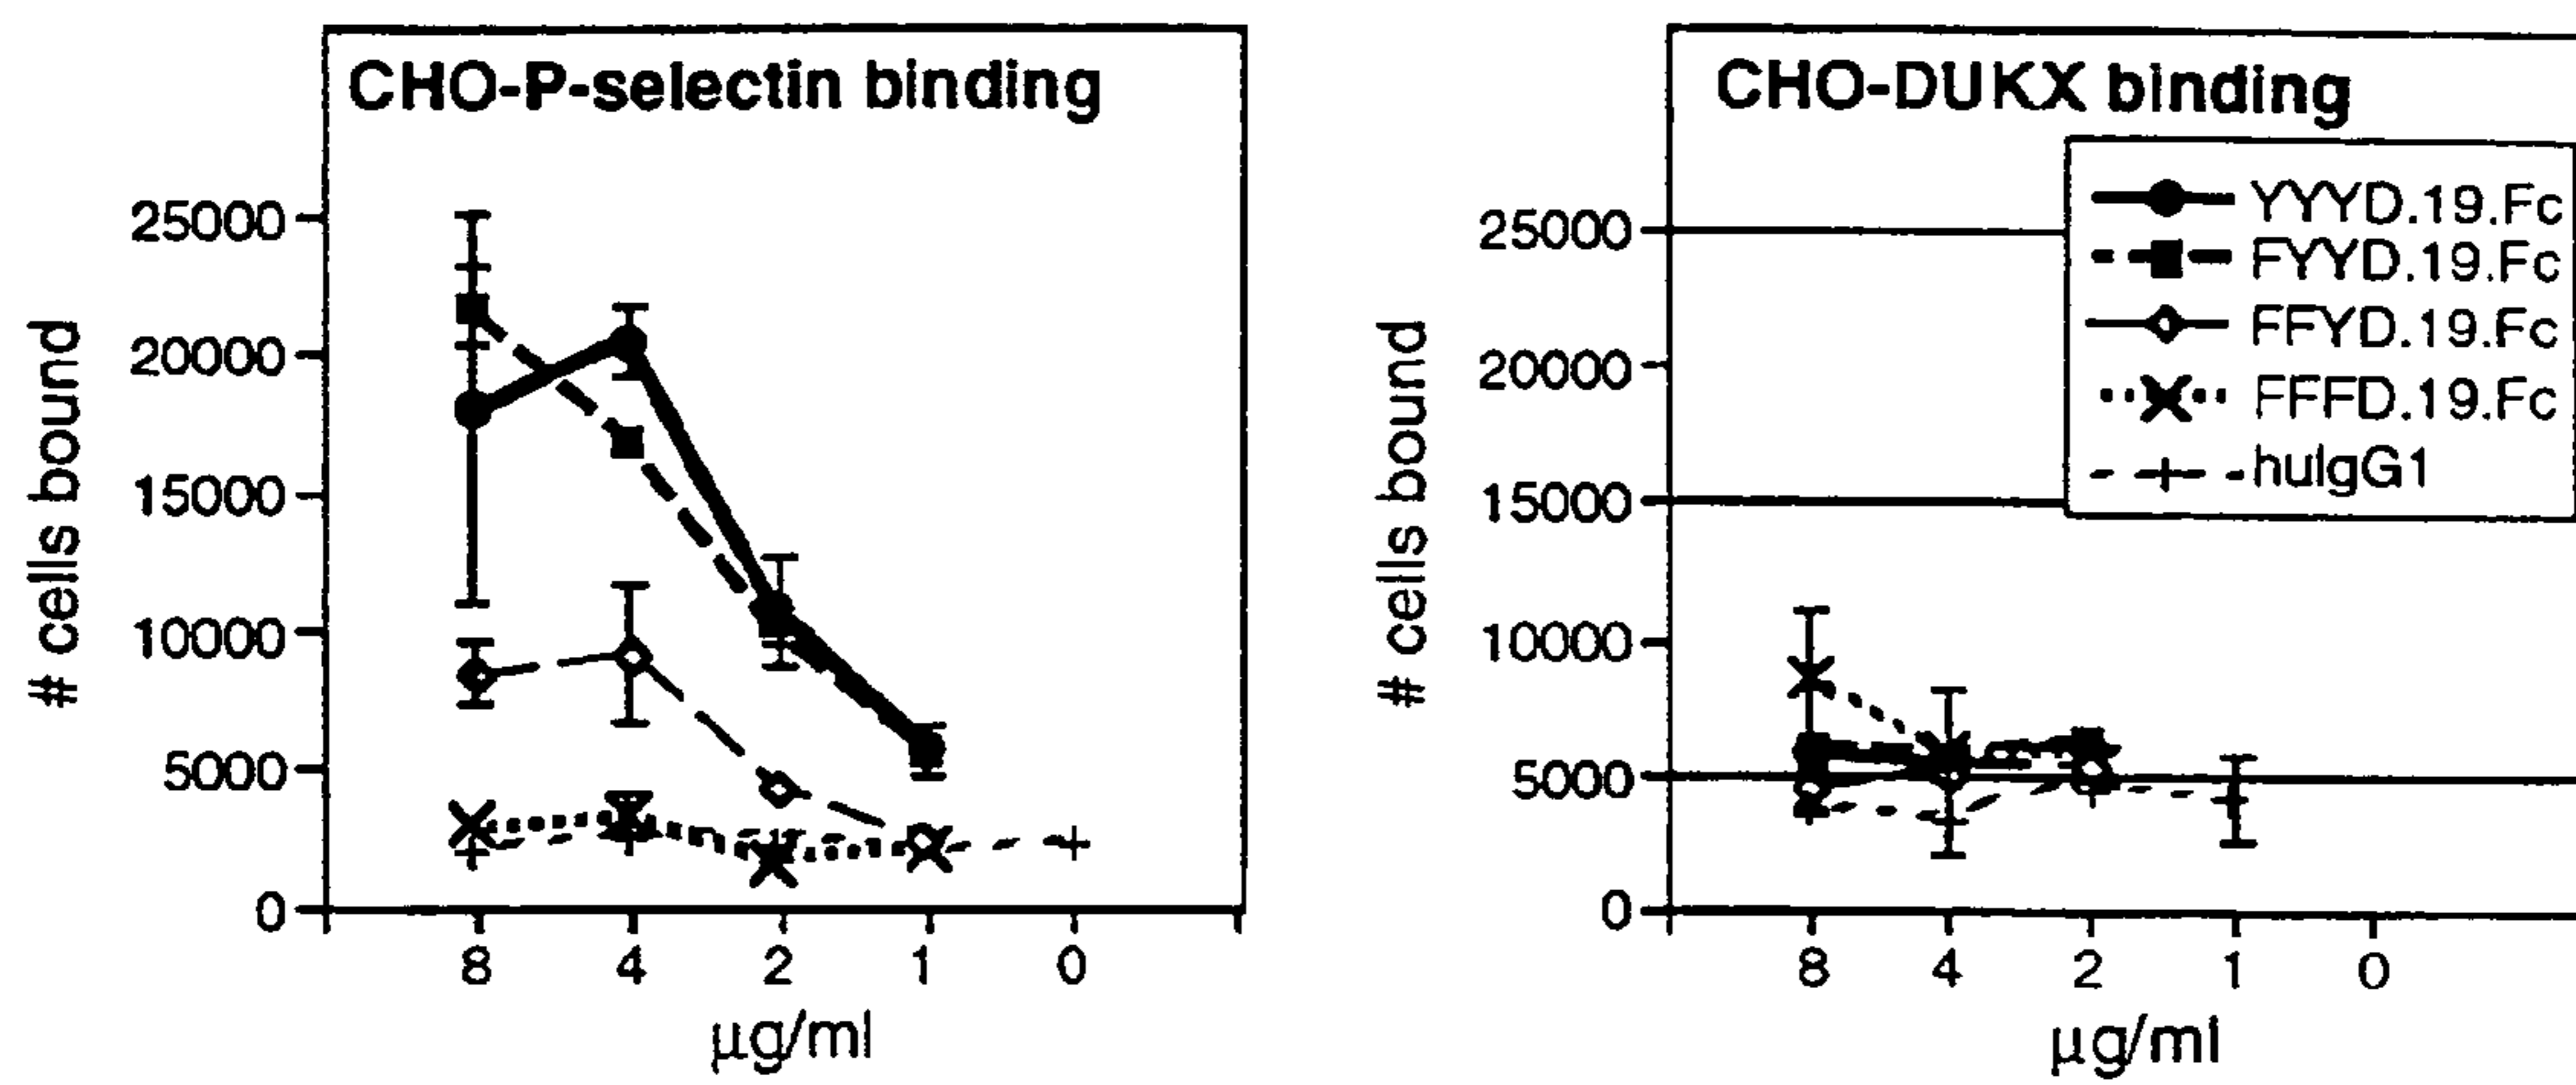 CHO-P-selectin binding
# cells bound
25000
20000
15000
10000
5000
0
8 4 2 1 0
µg/ml
CHO-DUKX binding
# cells bound
25000
20000
15000
10000
5000
0
8 4 2 1 0
µg/ml
YYYD.19.Fc
FYYD.19.Fc
FFYD.19.Fc
FFFD.19.Fc
huIgG1